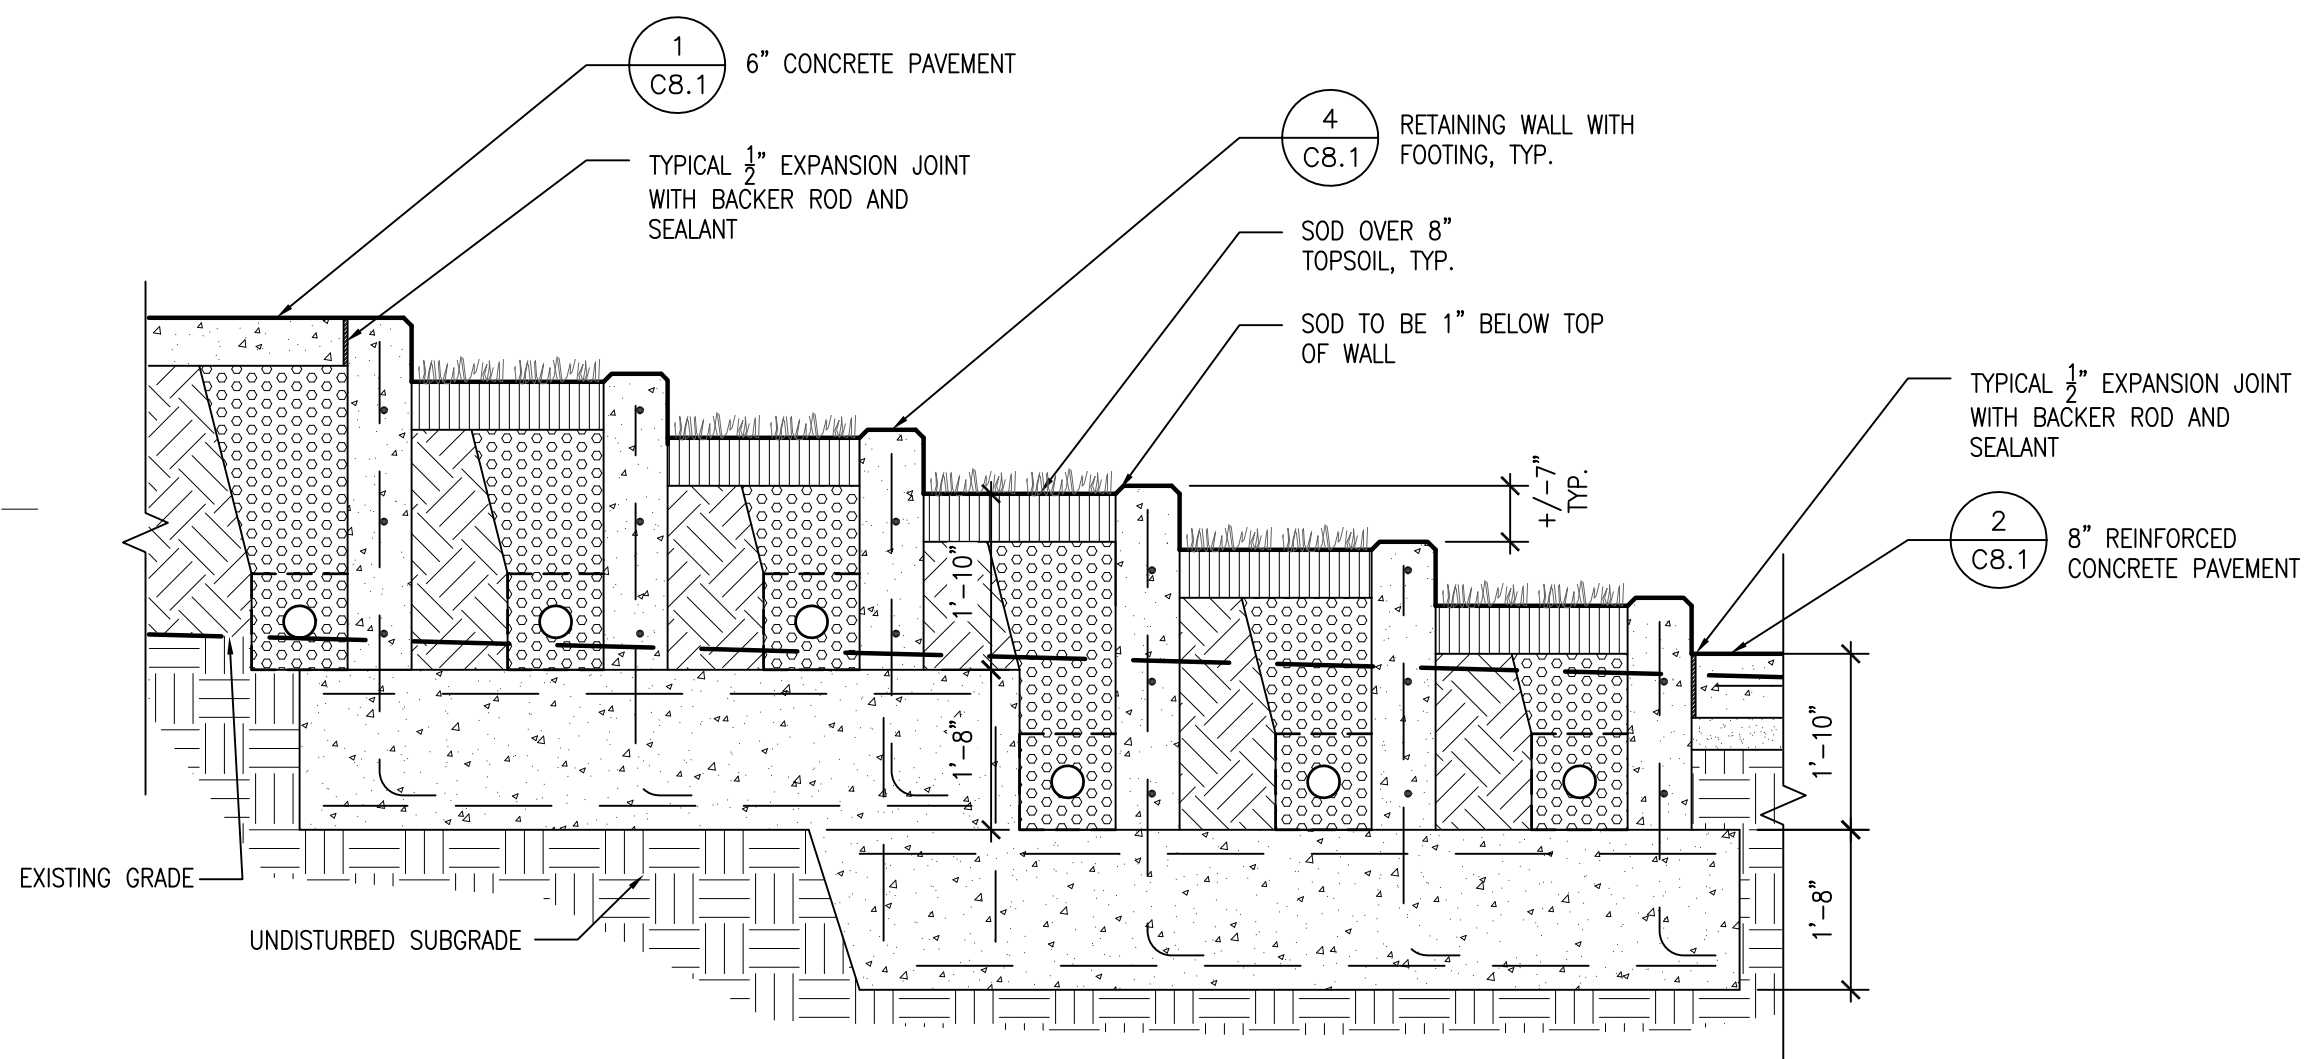 1
C8.1
6” CONCRETE PAVEMENT
TYPICAL 1/2” EXPANSION JOINT
WITH BACKER ROD AND
SEALANT
4
C8.1
RETAINING WALL WITH
FOOTING, TYP.
SOD OVER 8”
TOPSOIL, TYP.
SOD TO BE 1” BELOW TOP
OF WALL
TYPICAL 1/2” EXPANSION JOINT
WITH BACKER ROD AND
SEALANT
+/-7”
TYP.
2
C8.1
8” REINFORCED
CONCRETE PAVEMENT
1’-10”
1’-8”
1’-10”
1’-8”
EXISTING GRADE
UNDISTURBED SUBGRADE